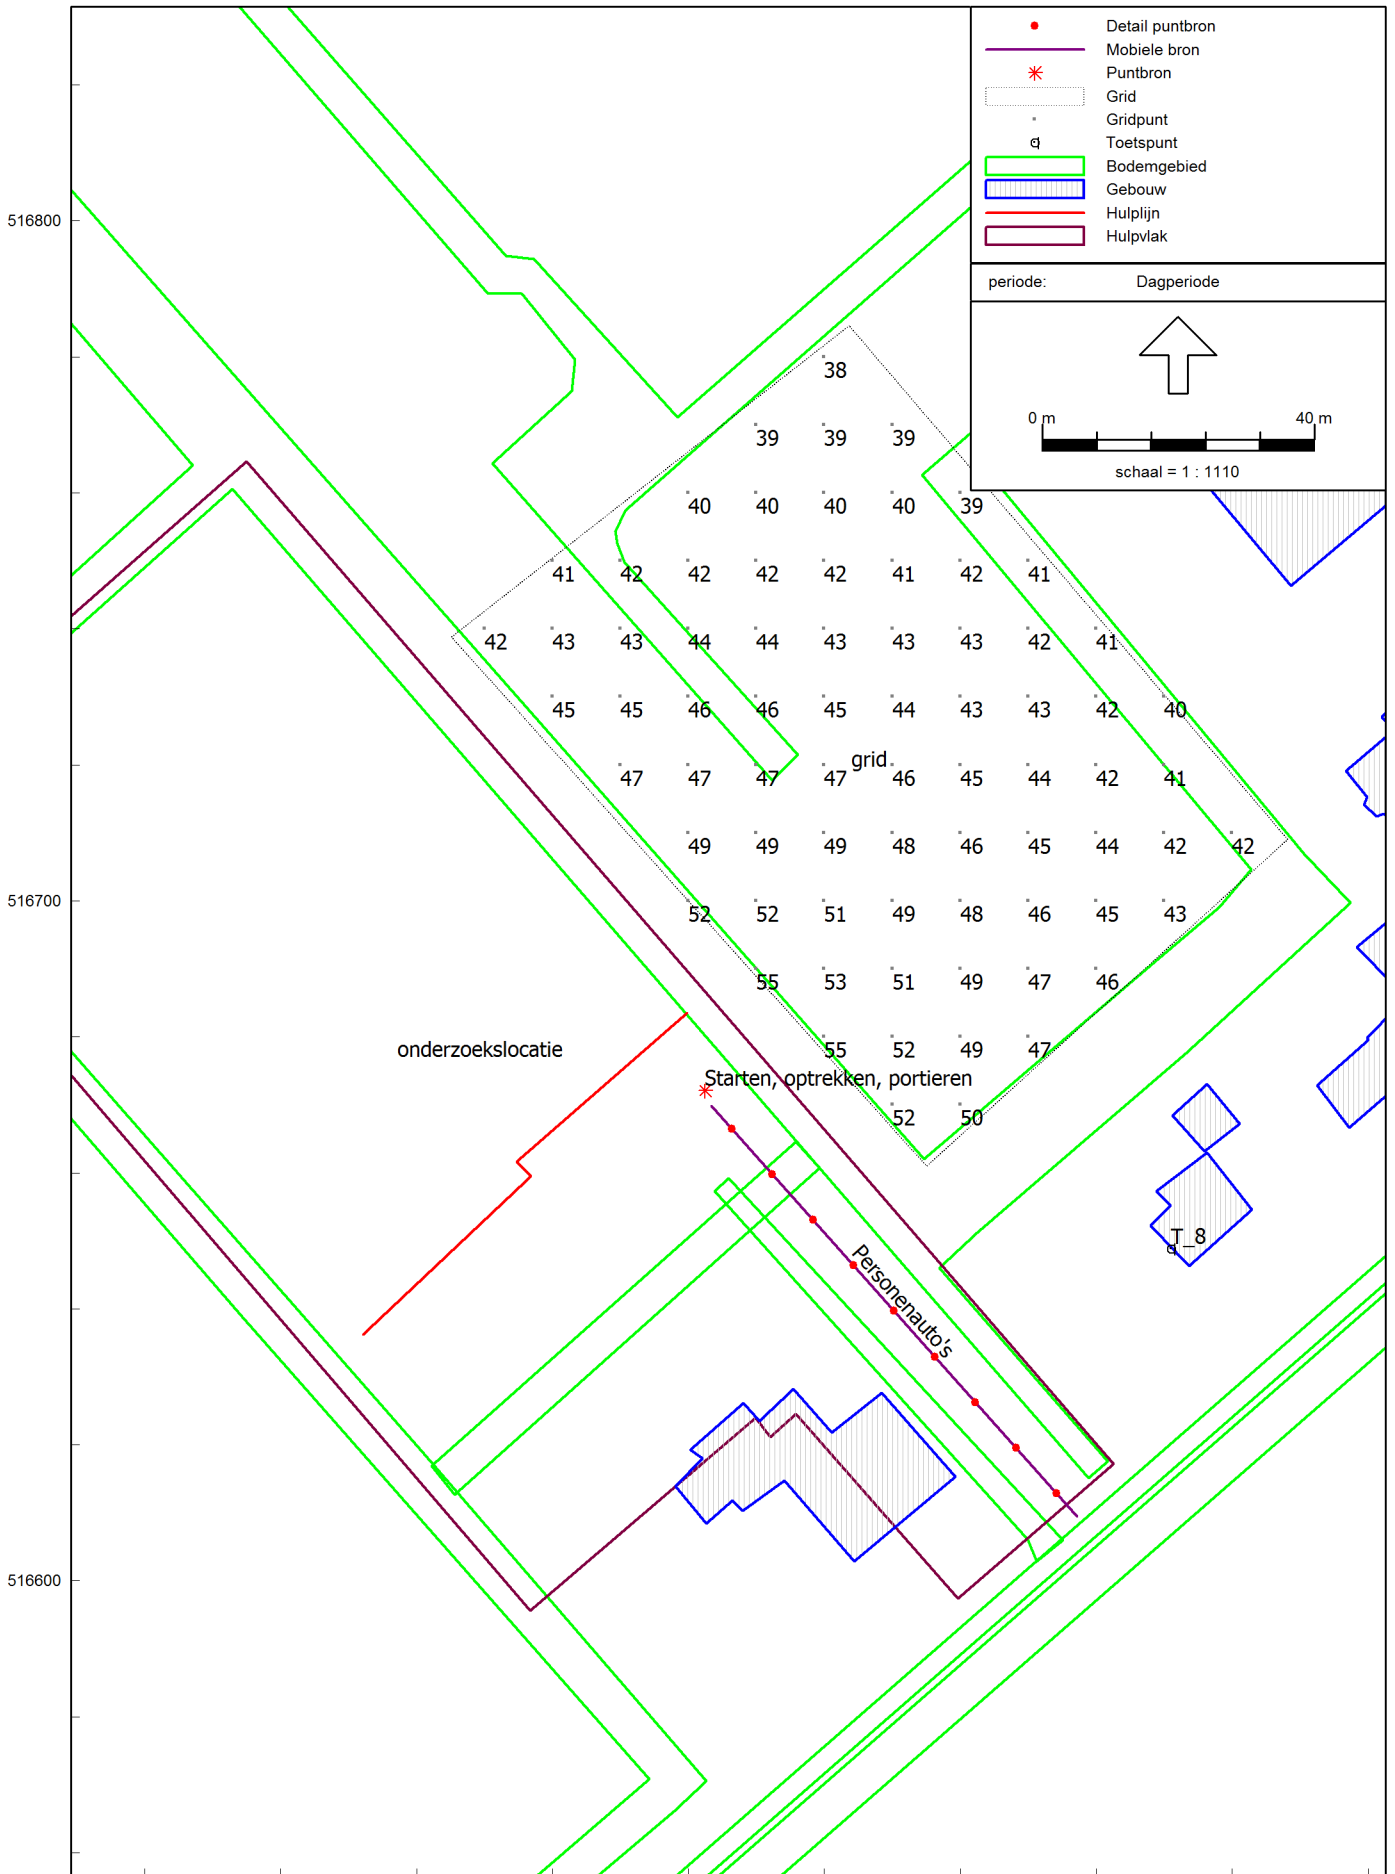 Detail puntbron
Mobiele bron
Puntbron
Grid
Gridpunt
Toetspunt
Bodemgebied
Gebouw
Hulplijn
Hulpvlak
periode: Dagperiode
0 m 40 m
schaal = 1 : 1110
516800
38
39 39 39
40 40 40 40 39
41 42 42 42 42 41 42 41
42 43 43 44 44 43 43 43 42 41
45 45 46 46 45 44 43 43 42 40
grid
47 47 47 47 46 45 44 42 41
49 49 49 48 46 45 44 42 42
516700
52 52 51 49 48 46 45 43
55 53 51 49 47 46
onderzoekslocatie
55 52 49 47
Starten, optrekken, portieren
52 50
T_8
Personenauto's
516600